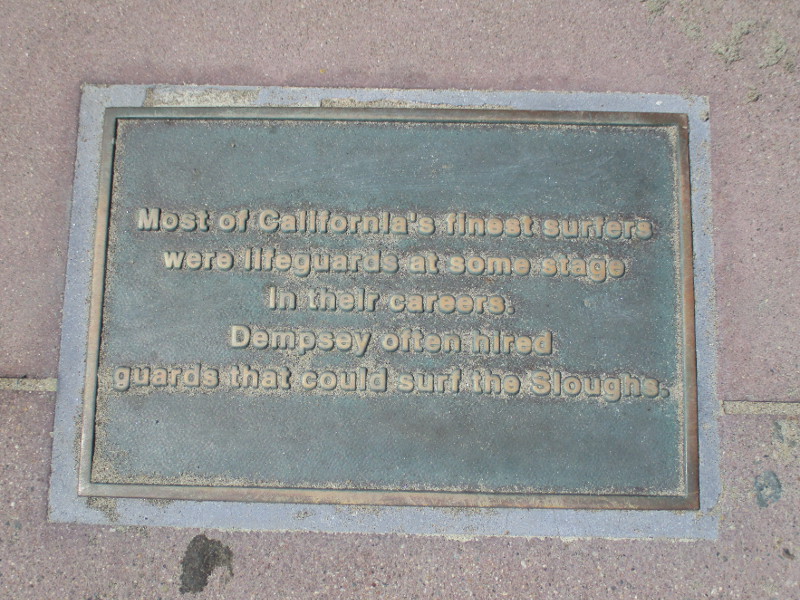 Most of California's finest surfers
were lifeguards at some stage
in their careers.
Dempsey often hired
guards that could surf the Sloughs.